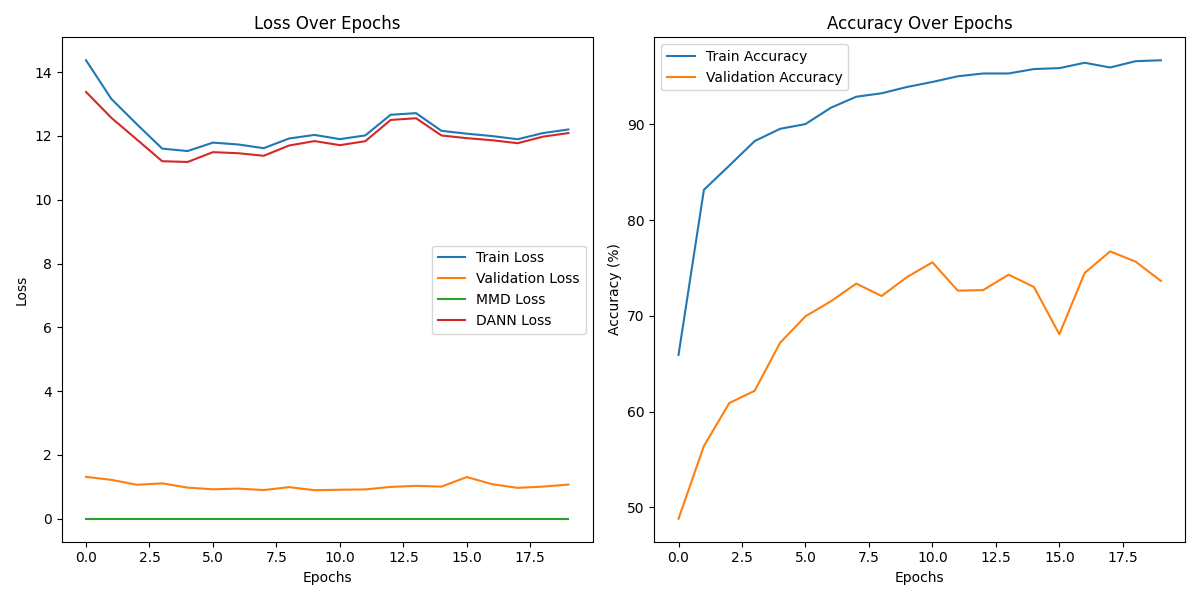 Loss Over Epochs
Loss
14
12
10
8
6
4
2
0
Train Loss
Validation Loss
MMD Loss
DANN Loss
0.0 2.5 5.0 7.5 10.0 12.5 15.0 17.5
Epochs
Accuracy Over Epochs
Accuracy (%)
90
80
70
60
50
Train Accuracy
Validation Accuracy
0.0 2.5 5.0 7.5 10.0 12.5 15.0 17.5
Epochs